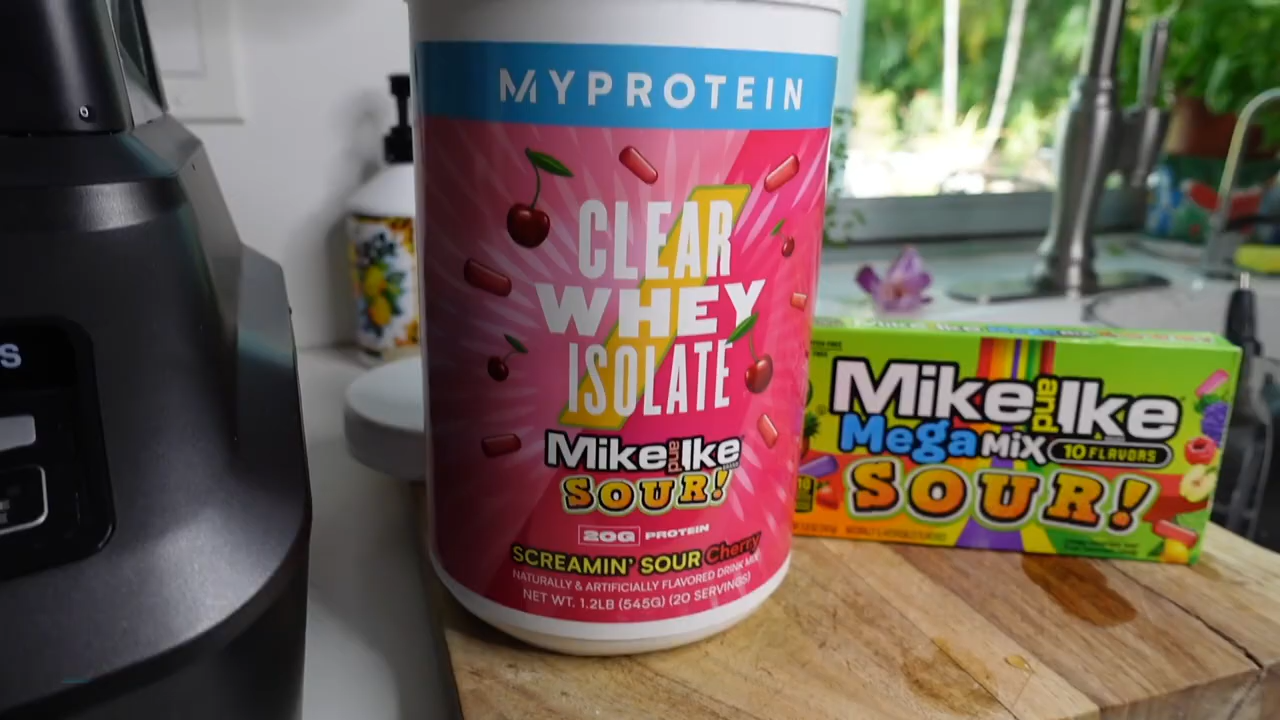 MYPROTEIN
CLEAR
WHEY
ISOLATE
Mike and Ike
SOUR!
20G PROTEIN
SCREAMIN' SOUR Cherry
NATURALLY & ARTIFICIALLY FLAVORED DRINK MIX
NET WT. 1.2LB (545G) (20 SERVINGS)
Mike and Ike
Mega Mix 10 FLAVORS
SOUR!
S